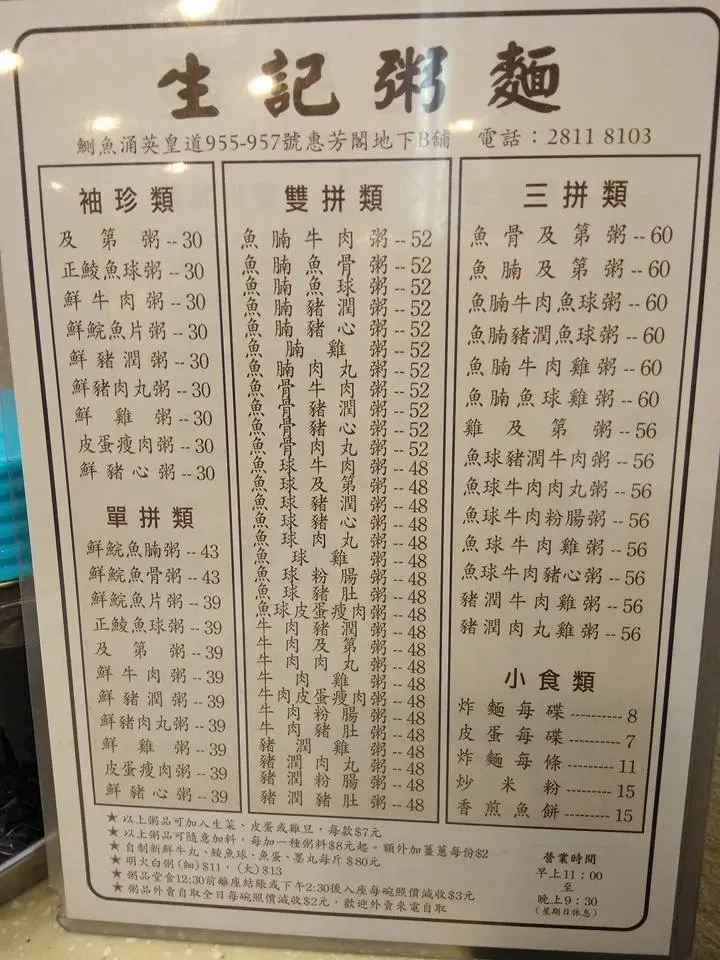 生記粥麵
鰂魚涌英皇道955-957號惠芳閣地下B舖 電話：2811 8103
袖珍類
及第粥--30
正鯪魚球粥--30
鮮牛肉粥--30
鮮鯇魚片粥--30
鮮豬潤粥--30
鮮豬肉丸粥--30
鮮雞粥--30
皮蛋瘦肉粥--30
鮮豬心粥--30
單拼類
鮮鯇魚腩粥--43
鮮鯇魚骨粥--43
鮮鯇魚片粥--39
正鯪魚球粥--39
及第粥--39
鮮牛肉粥--39
鮮豬潤粥--39
鮮豬肉丸粥--39
鮮雞粥--39
皮蛋瘦肉粥--39
鮮豬心粥--39
雙拼類
魚腩牛肉粥--52
魚腩魚骨粥--52
魚腩魚球粥--52
魚腩豬潤粥--52
魚腩豬心粥--52
魚腩雞粥--52
魚腩肉丸粥--52
魚骨牛肉粥--52
魚骨豬潤粥--52
魚骨豬心粥--52
魚骨肉丸粥--52
魚球牛肉粥--48
魚球及第粥--48
魚球豬潤粥--48
魚球豬心粥--48
魚球肉丸粥--48
魚球雞粥--48
魚球粉腸粥--48
魚球豬肚粥--48
魚球皮蛋瘦肉粥--48
牛肉豬潤粥--48
牛肉及第粥--48
牛肉肉丸粥--48
牛肉雞粥--48
牛肉皮蛋瘦肉粥--48
牛肉粉腸粥--48
牛肉豬肚粥--48
豬潤雞粥--48
豬潤肉丸粥--48
豬潤粉腸粥--48
豬潤豬肚粥--48
三拼類
魚骨及第粥--60
魚腩及第粥--60
魚腩牛肉魚球粥--60
魚腩豬潤魚球粥--60
魚腩牛肉雞粥--60
魚腩魚球雞粥--60
雞及第粥--56
魚球豬潤牛肉粥--56
魚球牛肉肉丸粥--56
魚球牛肉粉腸粥--56
魚球牛肉雞粥--56
魚球牛肉豬心粥--56
豬潤牛肉雞粥--56
豬潤肉丸雞粥--56
小食類
炸麵每碟---------8
皮蛋每碟---------7
炸麵每條---------11
炒米粉---------15
香煎魚餅---------15
★以上粥品可加入生菜、皮蛋或雞旦，每款$7元
★以上粥品可隨意加料，每加一種粥料$8元起。額外加薑蔥每份$2
★自制新鮮牛丸、鯪魚球、魚蛋、墨丸每斤$80元
★明火白粥(細)$11，(大)$13
★粥品堂食12:30前離座結賬或下午2:30後入座每碗照價減收$3元
★粥品外賣自取全日每碗照價減收$2元，歡迎外賣來電自取
營業時間
早上11：00
至
晚上9：30
(星期日休息)